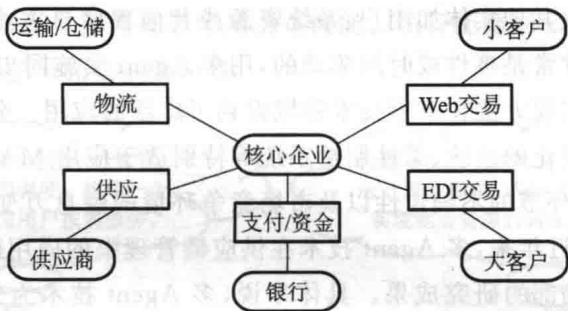 运输/仓储
小客户
物流
Web交易
核心企业
供应
EDI交易
支付/资金
供应商
大客户
银行